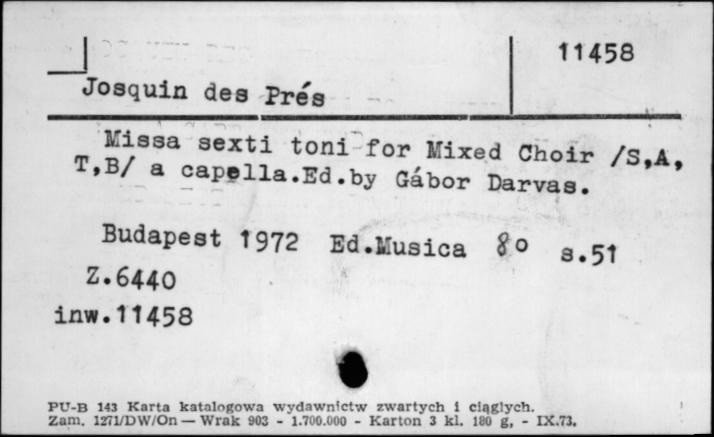 11458
Josquin des Prés
Missa sexti toni for Mixed Choir /S,A,
T,B/ a capella.Ed.by Gábor Darvas.
Budapest 1972 Ed.Musica 8° s.51
Z.6440
inw.11458
PU-B 143 Karta katalogowa wydawnictw zwartych i ciągłych.
Zam. 1271/DW/On — Wrak 903 - 1.700.000 - Karton 3 kl. 180 g, - IX.73.